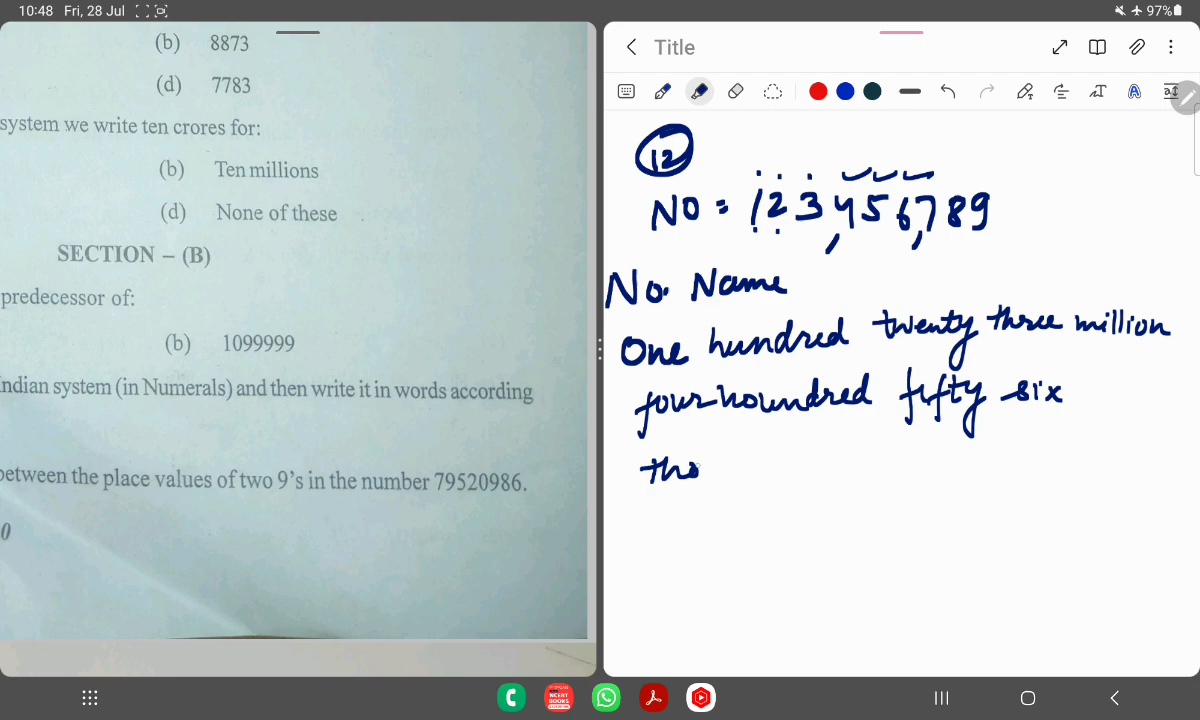 10:48 Fri, 28 Jul
97%
(b) 8873
(d) 7783
system we write ten crores for:
(b) Ten millions
(d) None of these
SECTION – (B)
predecessor of:
(b) 1099999
ndian system (in Numerals) and then write it in words according
between the place values of two 9's in the number 79520986.
0
Title
12
NO = 123,456,789
No. Name
One hundred twenty three million
four houndred fifty six
tho
NCERT
BOOKS